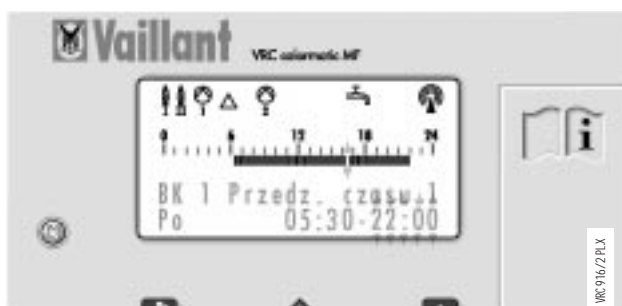 Vaillant
VRC calormatic MF
0 6 12 18 24
BK 1 Przedz. czasu.1
Po 05:30-22:00
i
VRC 916/2 PLX